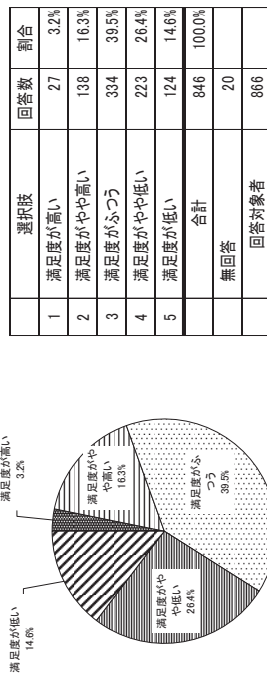 満足度が高い
3.2%
満足度がや
や高い
16.3%
満足度がふ
つう
39.5%
満足度がや
や低い
26.4%
満足度が低い
14.6%
選択肢 回答数 割合
1 満足度が高い 27 3.2%
2 満足度がやや高い 138 16.3%
3 満足度がふつう 334 39.5%
4 満足度がやや低い 223 26.4%
5 満足度が低い 124 14.6%
合計 846 100.0%
無回答 20
回答対象者 866